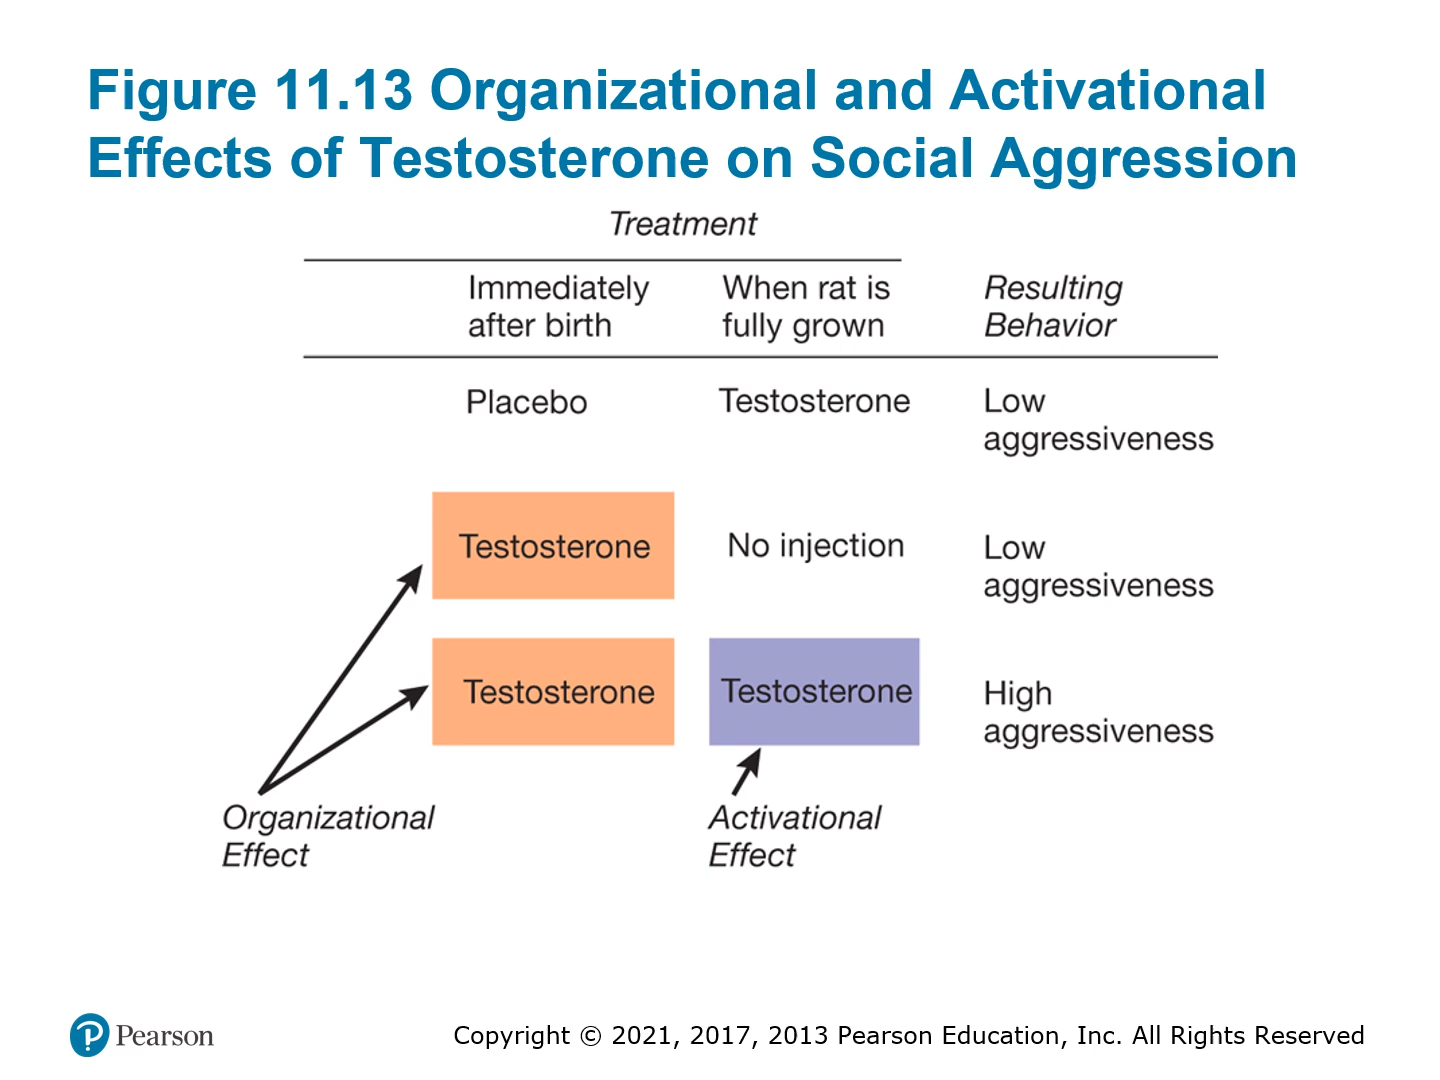 Figure 11.13 Organizational and Activational
Effects of Testosterone on Social Aggression
Treatment
Immediately after birth
When rat is fully grown
Resulting Behavior
Placebo
Testosterone
Low aggressiveness
Testosterone
No injection
Low aggressiveness
Testosterone
Testosterone
High aggressiveness
Organizational Effect
Activational Effect
Pearson
Copyright © 2021, 2017, 2013 Pearson Education, Inc. All Rights Reserved